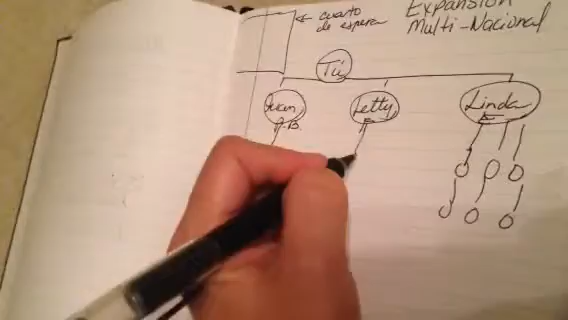 Expansión
Multi-Nacional
← cuarto
de espera
Tú
Juan
Letty
Linda
A.B.
E
E